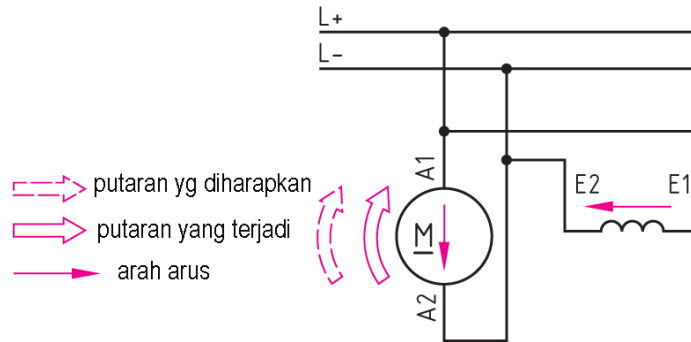 L+
L-
A1
E2
E1
putaran yg diharapkan
putaran yang terjadi
M
arah arus
A2